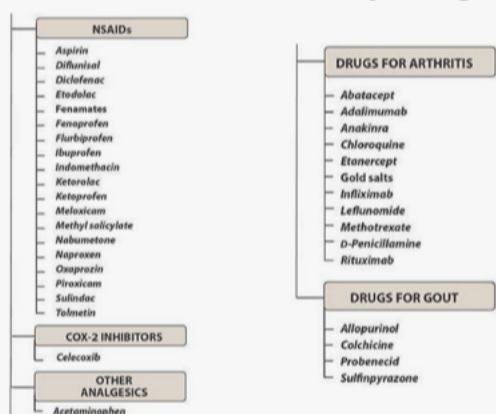 NSAIDs
Aspirin
Diflunisal
Diclofenac
Etodolac
Fenamates
Fenoprofen
Flurbiprofen
Ibuprofen
Indomethacin
Ketorolac
Ketoprofen
Meloxicam
Methyl salicylate
Nabumetone
Naproxen
Oxaprozin
Piroxicam
Sulindac
Tolmetin
COX-2 INHIBITORS
Celecoxib
OTHER
ANALGESICS
Acetaminophen
DRUGS FOR ARTHRITIS
Abatacept
Adalimumab
Anakinra
Chloroquine
Etanercept
Gold salts
Infliximab
Leflunomide
Methotrexate
D-Penicillamine
Rituximab
DRUGS FOR GOUT
Allopurinol
Colchicine
Probenecid
Sulfinpyrazone